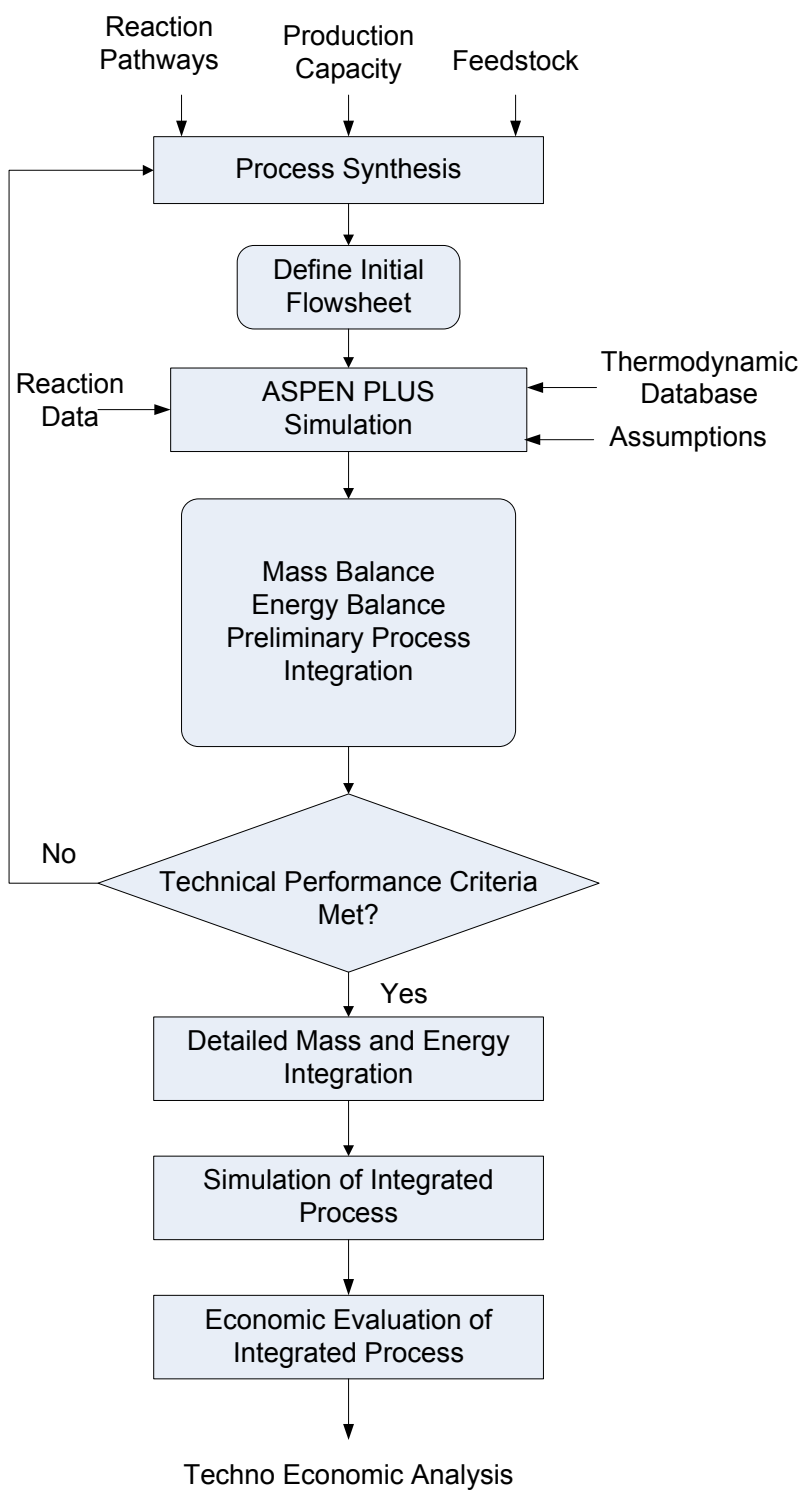 Reaction
Pathways
Production
Capacity
Feedstock
Process Synthesis
Define Initial
Flowsheet
Reaction
Data
ASPEN PLUS
Simulation
Thermodynamic
Database
Assumptions
Mass Balance
Energy Balance
Preliminary Process
Integration
No
Technical Performance Criteria
Met?
Yes
Detailed Mass and Energy
Integration
Simulation of Integrated
Process
Economic Evaluation of
Integrated Process
Techno Economic Analysis